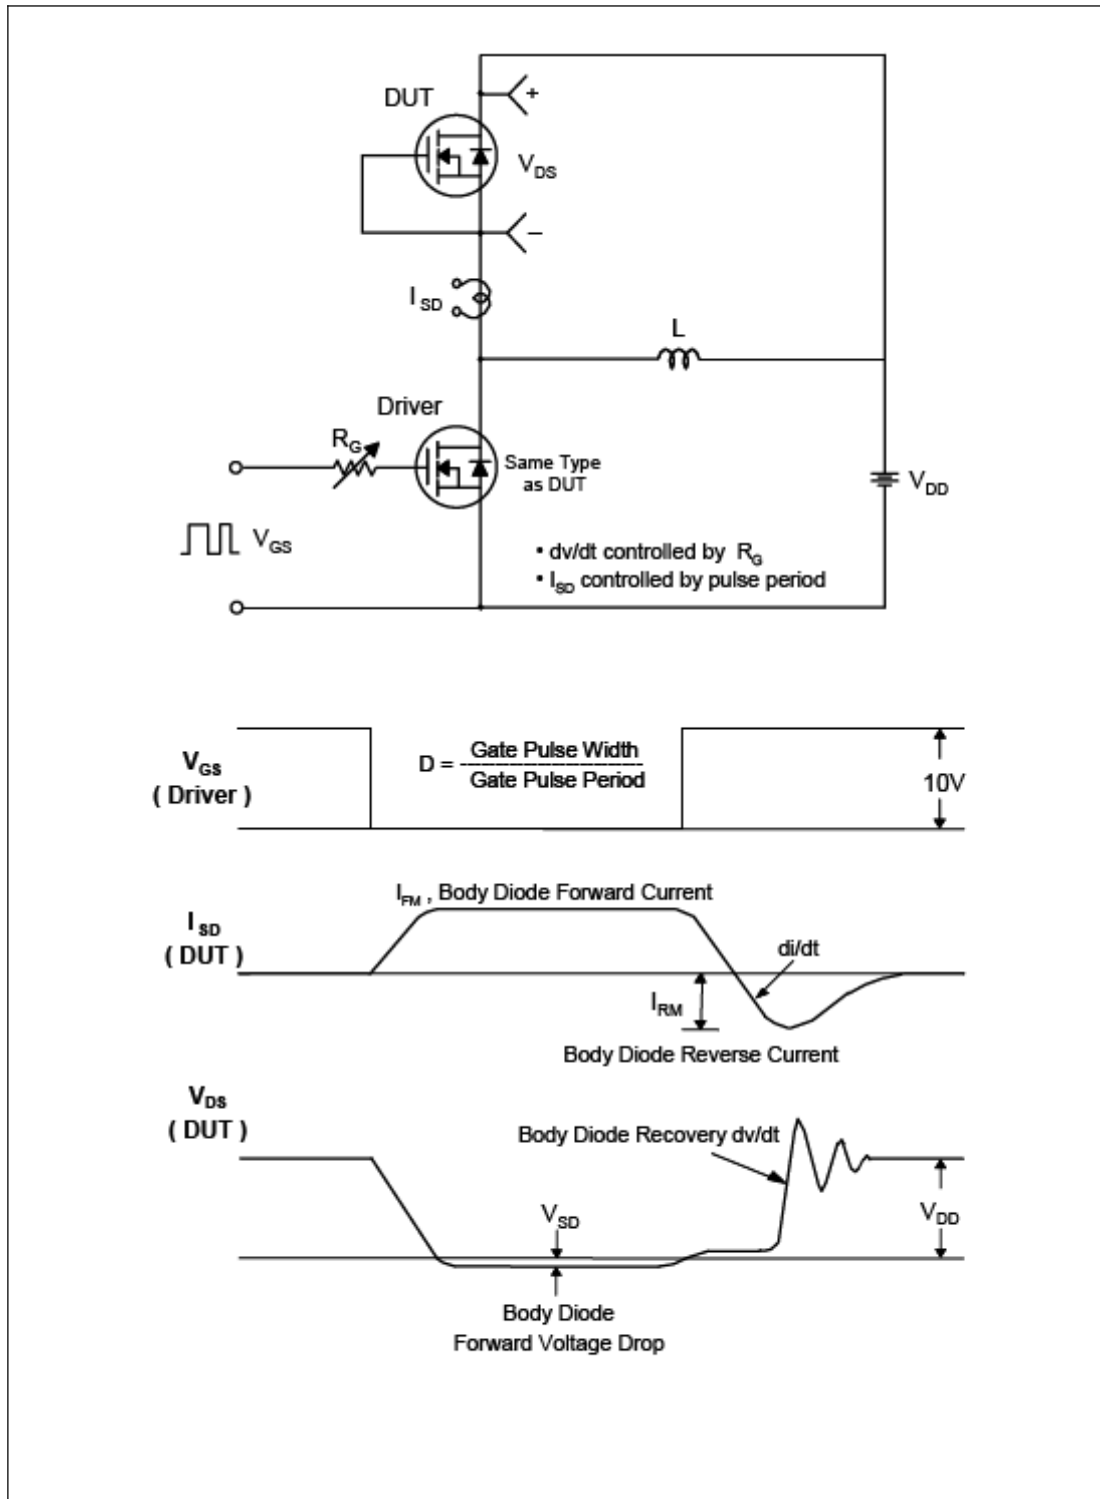 DUT
+
V_DS
–
I_SD
L
Driver
R_G
Same Type
as DUT
V_DD
V_GS
• dv/dt controlled by R_G
• I_SD controlled by pulse period
V_GS
( Driver )
D = Gate Pulse Width
Gate Pulse Period
10V
I_FM , Body Diode Forward Current
I_SD
( DUT )
di/dt
I_RM
Body Diode Reverse Current
V_DS
( DUT )
Body Diode Recovery dv/dt
V_SD
V_DD
Body Diode
Forward Voltage Drop